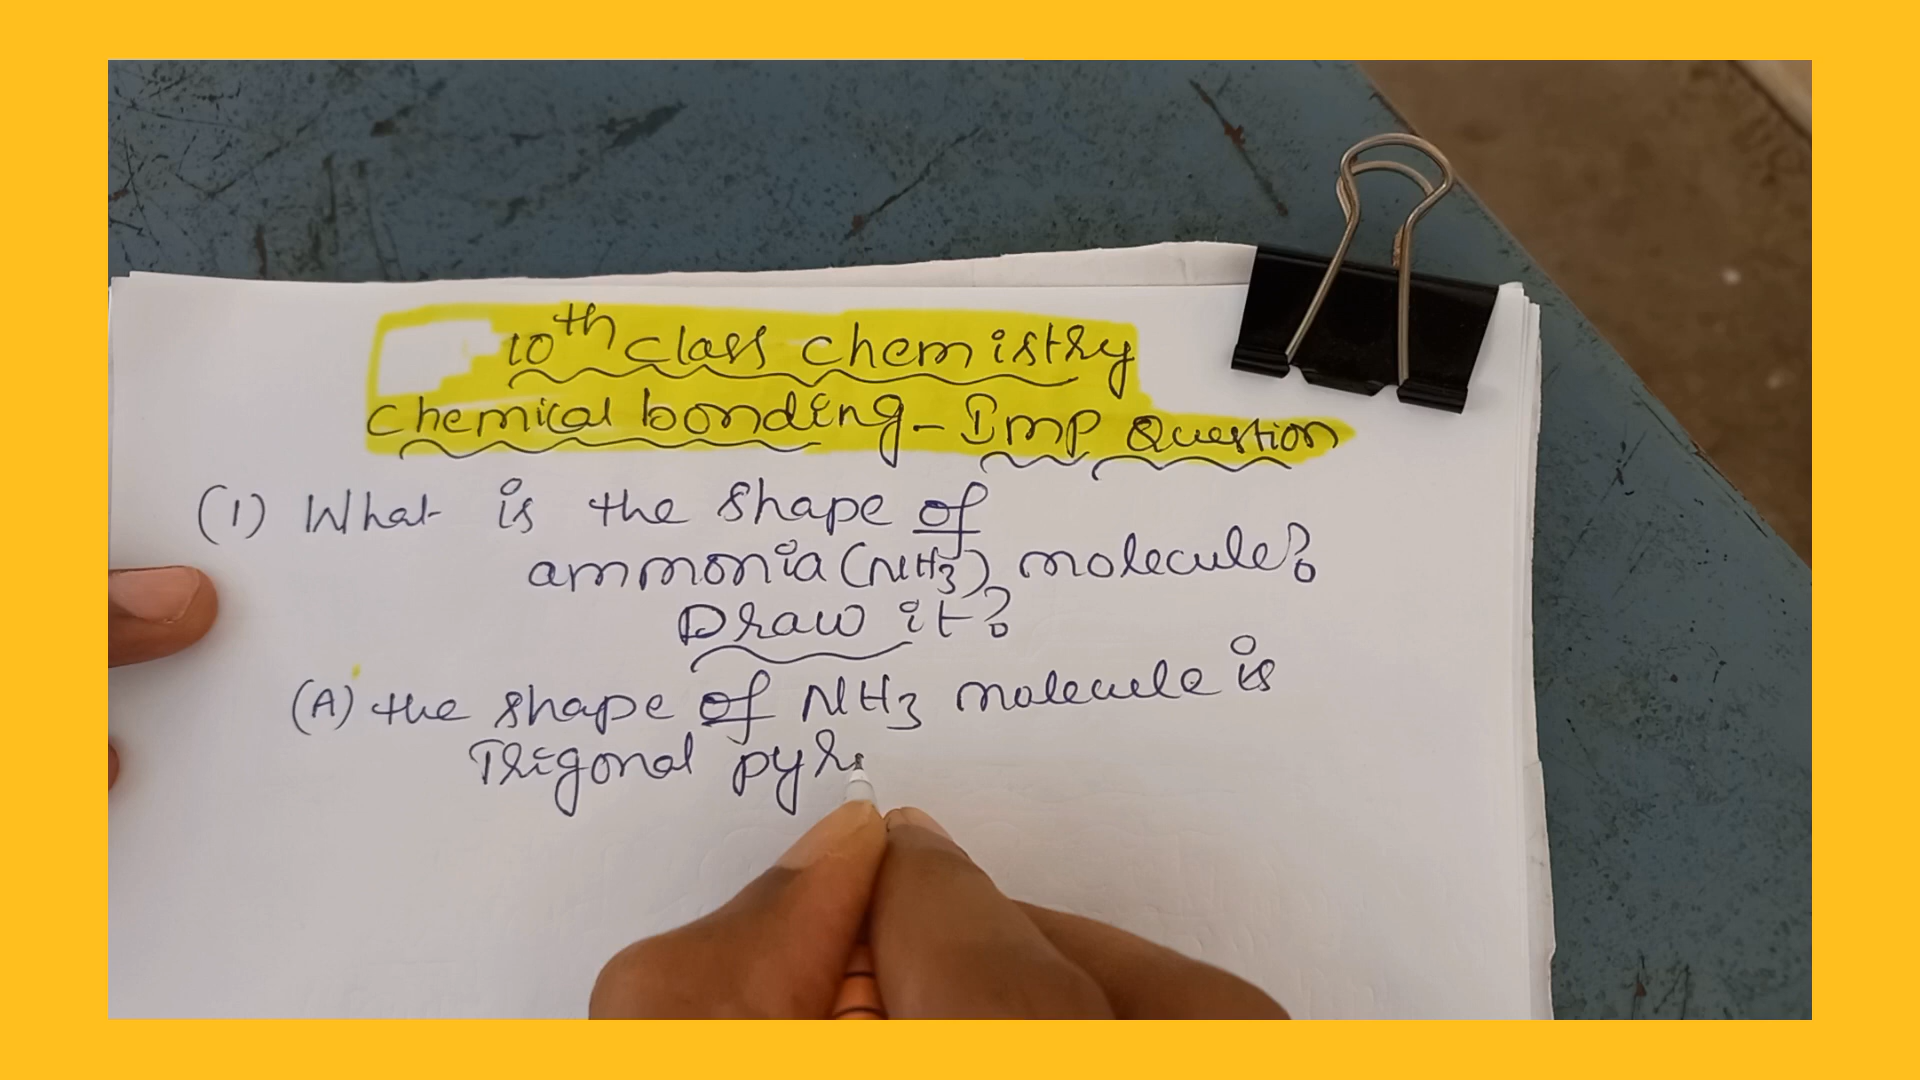 10th class chemistry
chemical bonding - Imp Question
(1) What is the shape of
ammonia (NH3) molecule?
Draw it?
(A) the shape of NH3 molecule is
Trigonal pyr